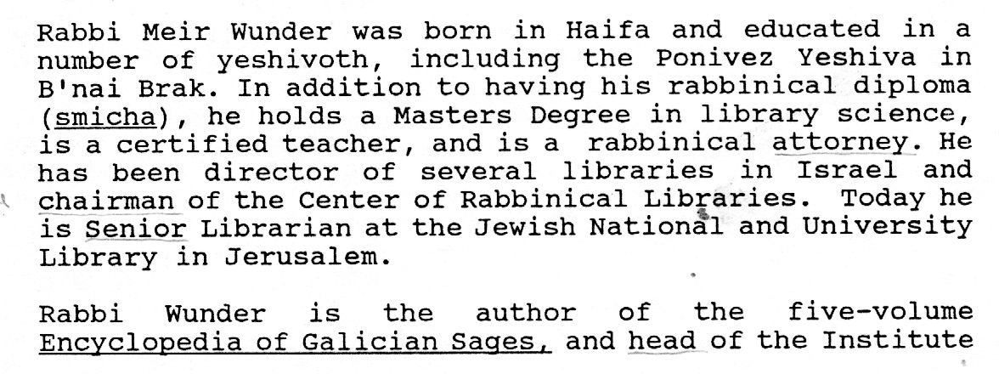 Rabbi Meir Wunder was born in Haifa and educated in a
number of yeshivoth, including the Ponivez Yeshiva in
B'nai Brak. In addition to having his rabbinical diploma
(smicha), he holds a Masters Degree in library science,
is a certified teacher, and is a rabbinical attorney. He
has been director of several libraries in Israel and
chairman of the Center of Rabbinical Libraries. Today he
is Senior Librarian at the Jewish National and University
Library in Jerusalem.

Rabbi Wunder is the author of the five-volume
Encyclopedia of Galician Sages, and head of the Institute